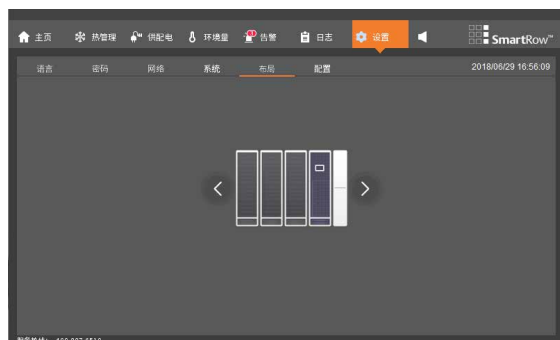 主页 热管理 供配电 环境量 告警 日志 设置 SmartRow™
语言 密码 网络 系统 布局 配置 2018/06/29 16:56:09